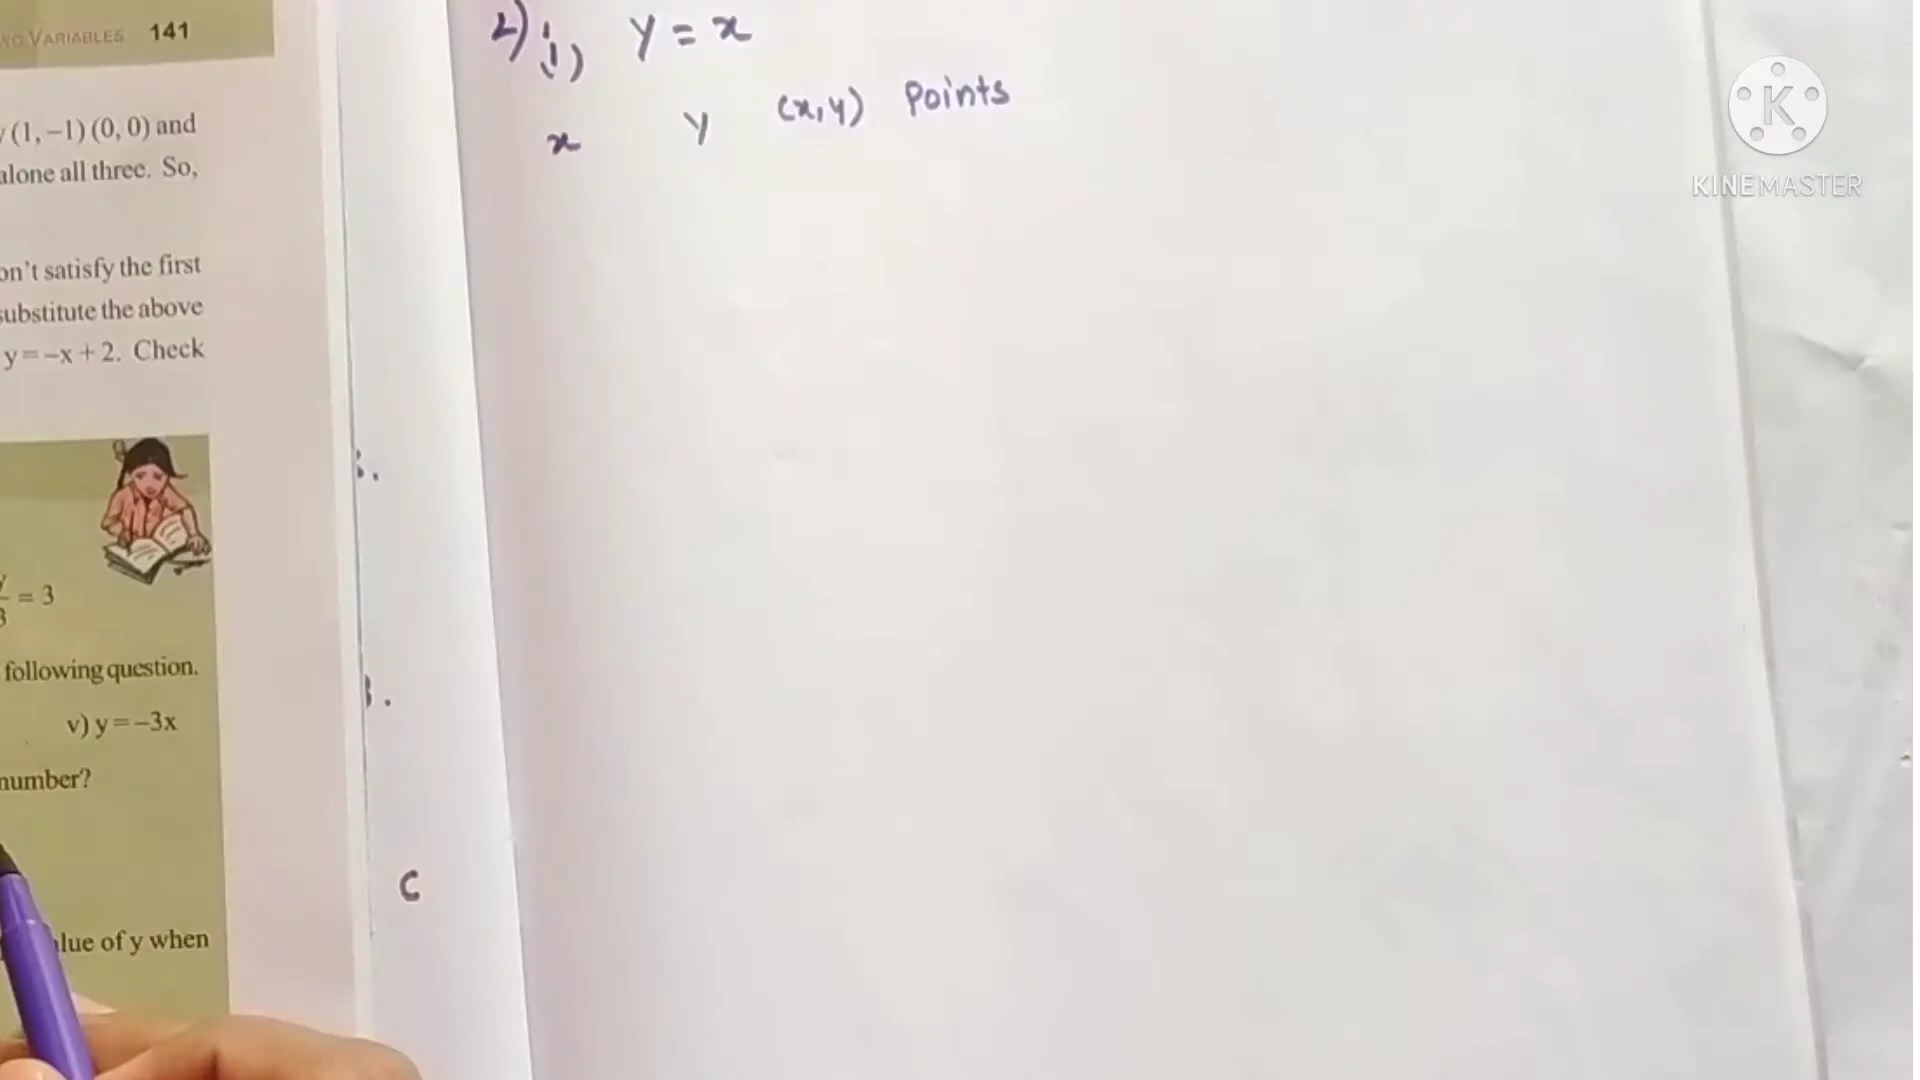 VARIABLES 141
(1, –1) (0, 0) and
alone all three. So,
on't satisfy the first
substitute the above
y = –x + 2. Check
= 3
following question.
v) y = –3x
number?
lue of y when
2) i) y = x
x y (x, y) Points
C
KINEMASTER